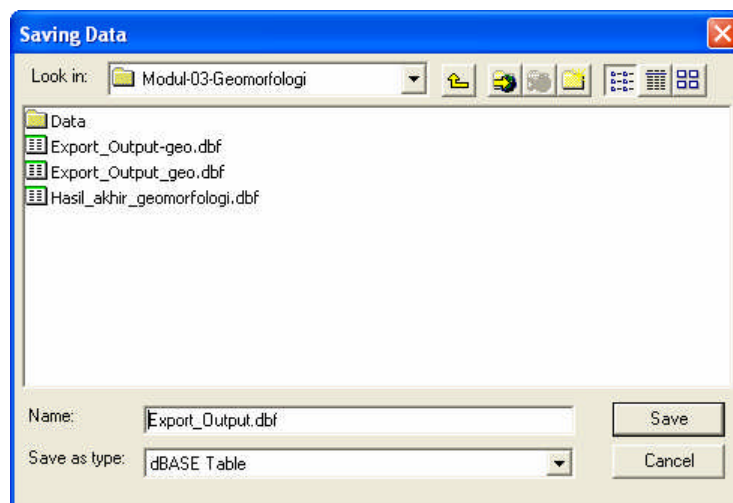 Saving Data
Look in: Modul-03-Geomorfologi
Data
Export_Output-geo.dbf
Export_Output_geo.dbf
Hasil_akhir_geomorfologi.dbf
Name: Export_Output.dbf Save
Save as type: dBASE Table Cancel